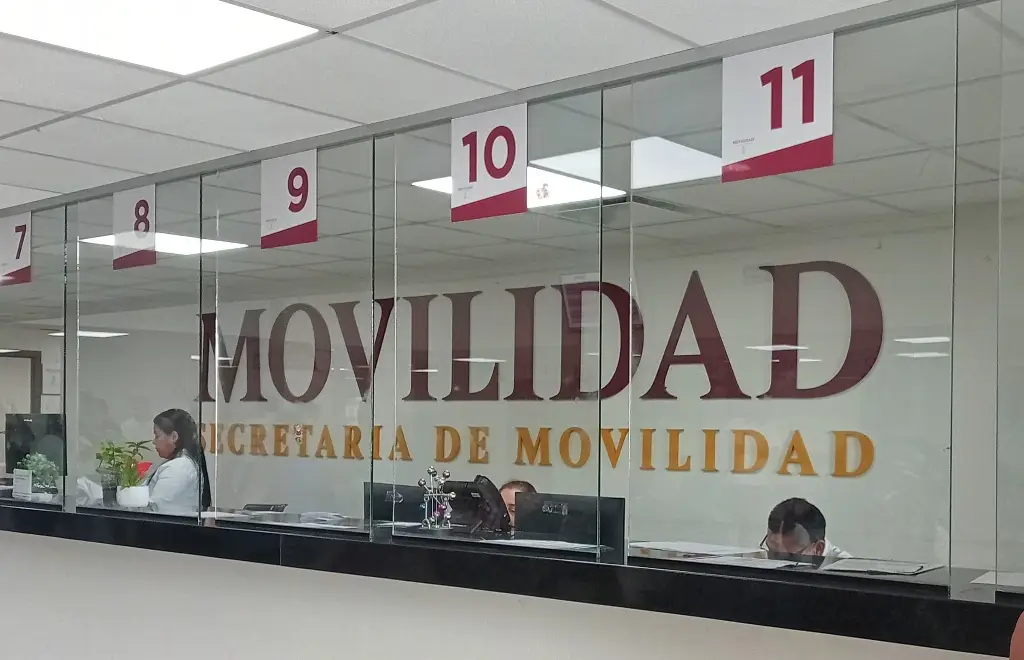 7
8
9
10
11
MOVILIDAD
SECRETARIA DE MOVILIDAD